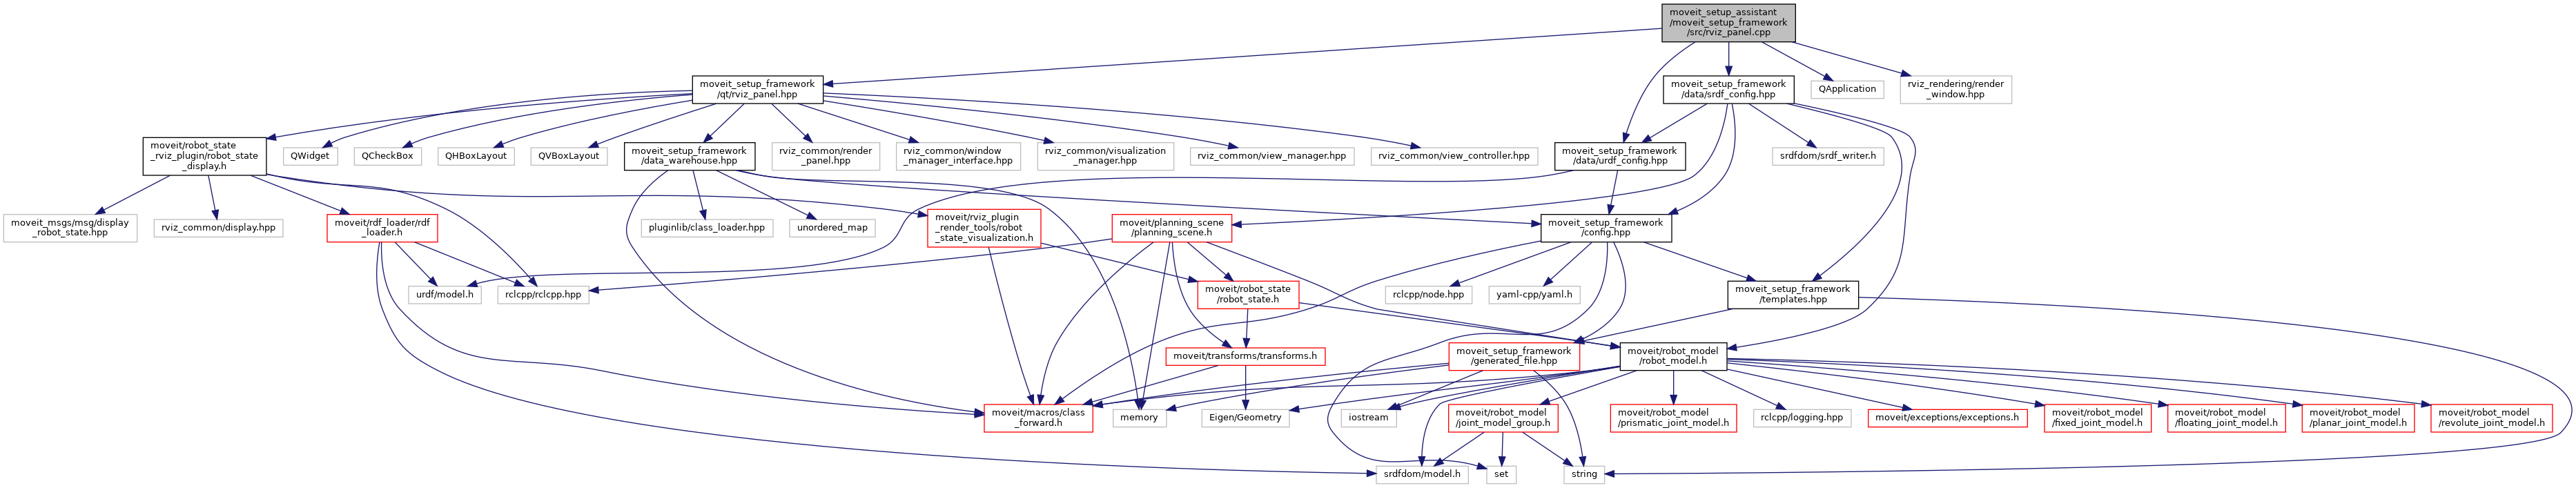 moveit_setup_assistant
/moveit_setup_framework
/src/rviz_panel.cpp
moveit_setup_framework
/qt/rviz_panel.hpp
moveit_setup_framework
/data/srdf_config.hpp
QApplication
rviz_rendering/render
_window.hpp
moveit/robot_state
_rviz_plugin/robot_state
_display.h
QWidget
QCheckBox
QHBoxLayout
QVBoxLayout
moveit_setup_framework
/data_warehouse.hpp
rviz_common/render
_panel.hpp
rviz_common/window
_manager_interface.hpp
rviz_common/visualization
_manager.hpp
rviz_common/view_manager.hpp
rviz_common/view_controller.hpp
moveit_setup_framework
/data/urdf_config.hpp
srdfdom/srdf_writer.h
moveit_msgs/msg/display
_robot_state.hpp
rviz_common/display.hpp
moveit/rdf_loader/rdf
_loader.h
moveit/rviz_plugin
_render_tools/robot
_state_visualization.h
pluginlib/class_loader.hpp
unordered_map
moveit/planning_scene
/planning_scene.h
moveit_setup_framework
/config.hpp
urdf/model.h
rclcpp/rclcpp.hpp
moveit/robot_state
/robot_state.h
rclcpp/node.hpp
yaml-cpp/yaml.h
moveit_setup_framework
/templates.hpp
moveit/transforms/transforms.h
moveit_setup_framework
/generated_file.hpp
moveit/robot_model
/robot_model.h
moveit/macros/class
_forward.h
memory
Eigen/Geometry
iostream
moveit/robot_model
/joint_model_group.h
moveit/robot_model
/prismatic_joint_model.h
rclcpp/logging.hpp
moveit/exceptions/exceptions.h
moveit/robot_model
/fixed_joint_model.h
moveit/robot_model
/floating_joint_model.h
moveit/robot_model
/planar_joint_model.h
moveit/robot_model
/revolute_joint_model.h
srdfdom/model.h
set
string